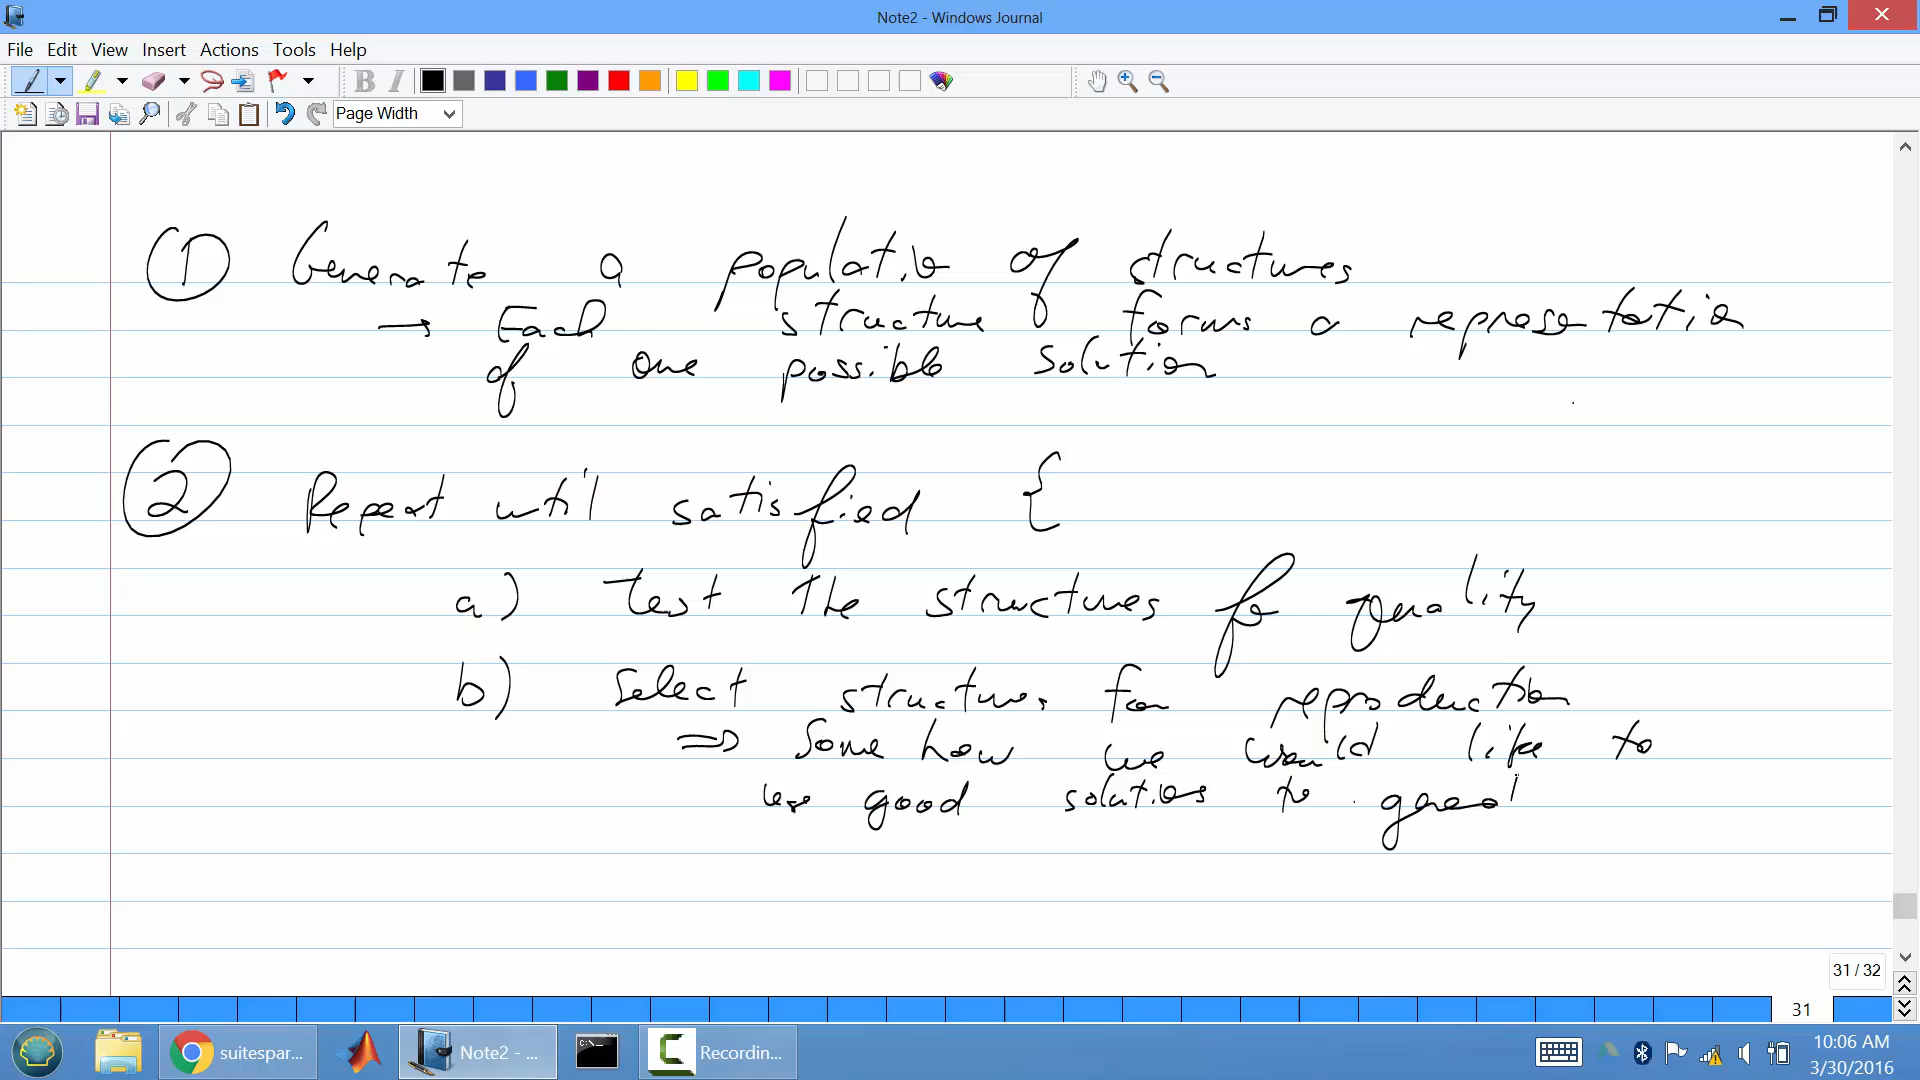 Note2 - Windows Journal
File Edit View Insert Actions Tools Help
B I
Page Width
① Generate a population of structures
→ Each structure forms a representation
of one possible solution
② Repeat until satisfied {
a) Test the structures for quality
b) Select structures for reproduction
⇒ Some how we would like to
use good solutions to
31 / 32
31
suitespar...
Note2 - ...
C:\_
Recordin...
10:06 AM
3/30/2016